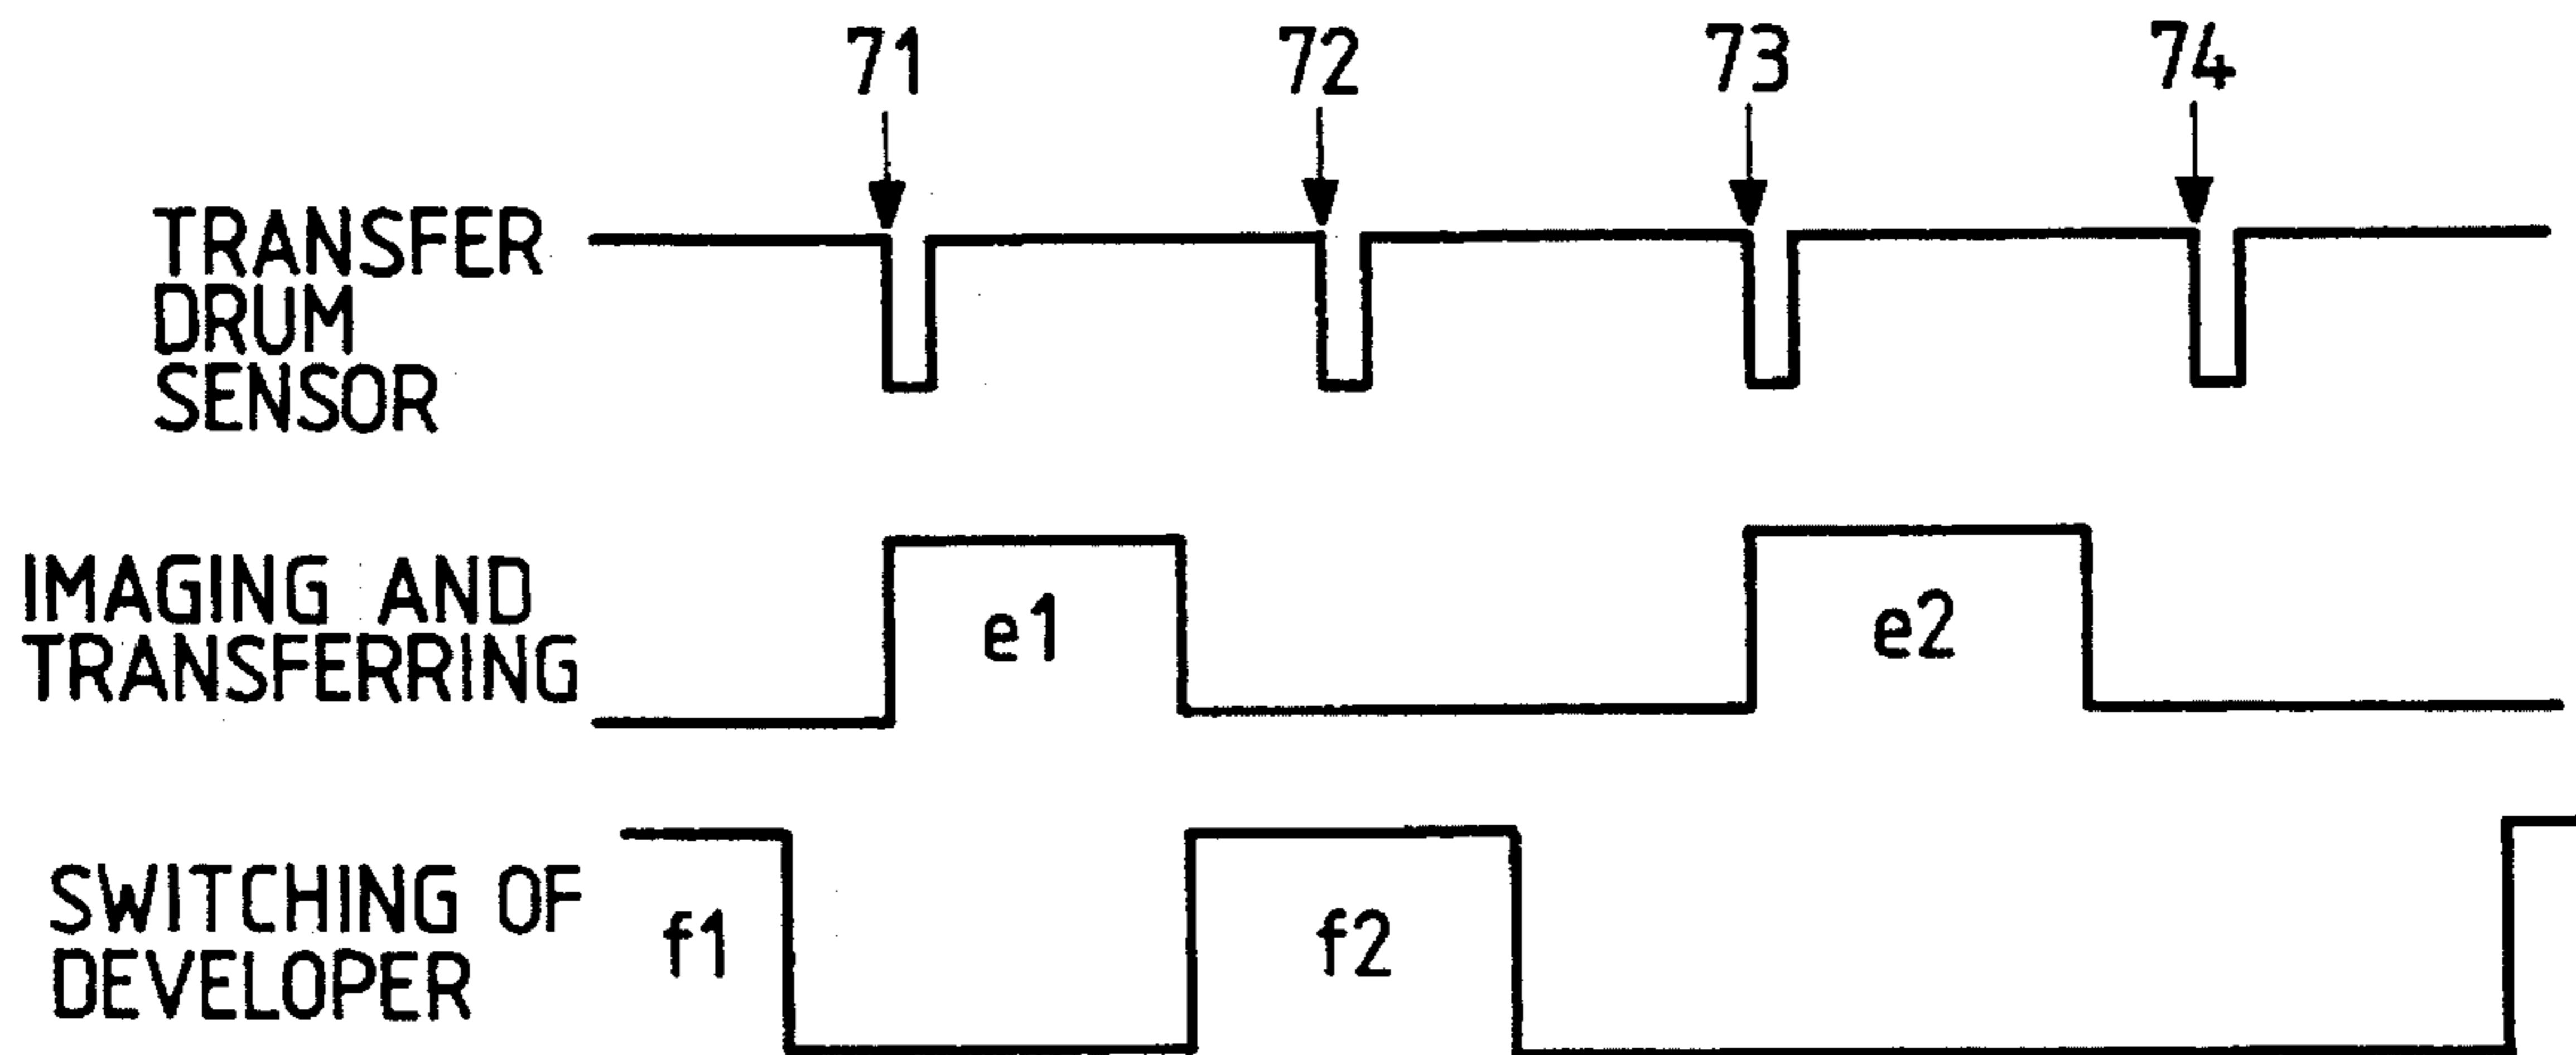 71 72 73 74
TRANSFER
DRUM
SENSOR
IMAGING AND
TRANSFERRING
e1 e2
SWITCHING OF
DEVELOPER
f1 f2